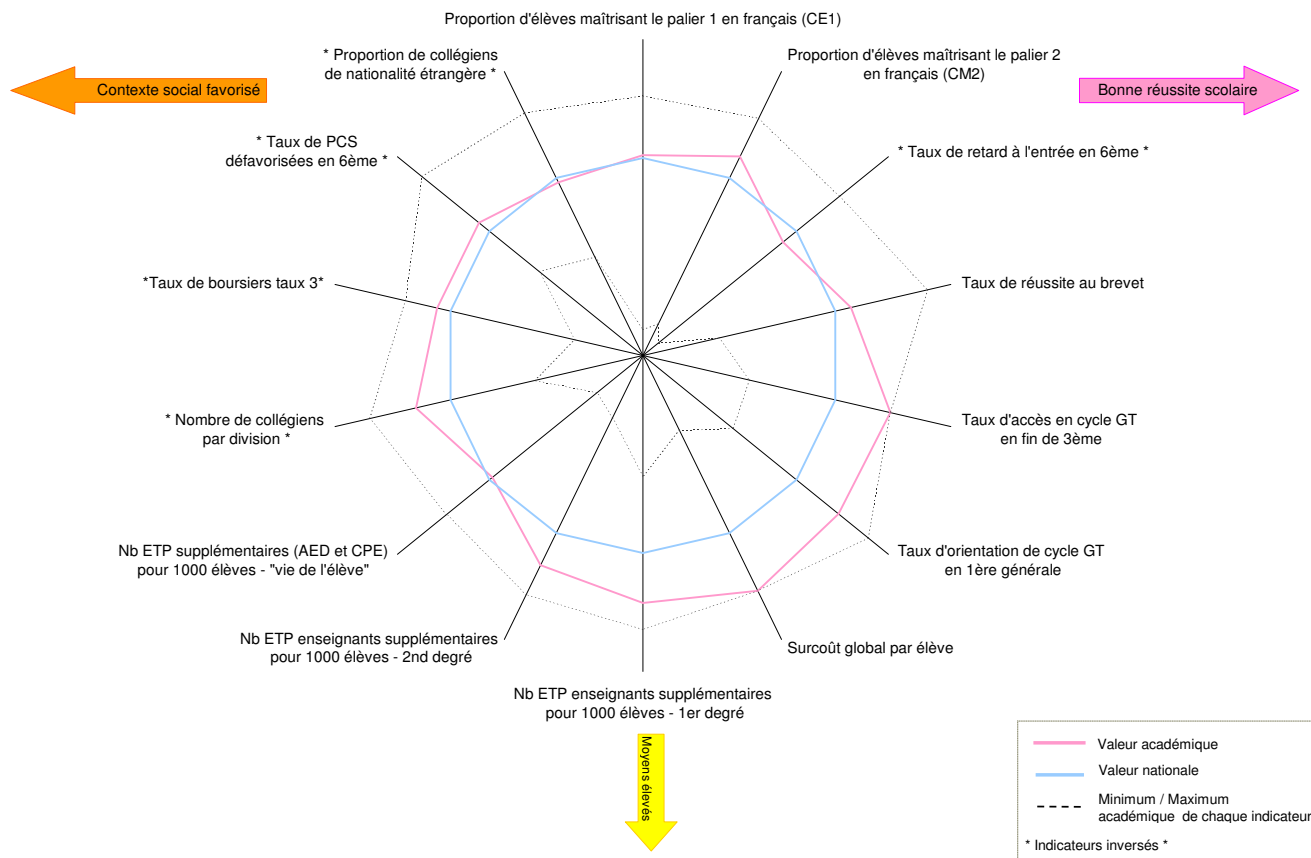 Proportion d'élèves maîtrisant le palier 1 en français (CE1)
* Proportion de collégiens
de nationalité étrangère *
Proportion d'élèves maîtrisant le palier 2
en français (CM2)
Contexte social favorisé
Bonne réussite scolaire
* Taux de PCS
défavorisées en 6ème *
* Taux de retard à l'entrée en 6ème *
*Taux de boursiers taux 3*
Taux de réussite au brevet
* Nombre de collégiens
par division *
Taux d'accès en cycle GT
en fin de 3ème
Nb ETP supplémentaires (AED et CPE)
pour 1000 élèves - "vie de l'élève"
Taux d'orientation de cycle GT
en 1ère générale
Nb ETP enseignants supplémentaires
pour 1000 élèves - 2nd degré
Surcoût global par élève
Nb ETP enseignants supplémentaires
pour 1000 élèves - 1er degré
Moyens élevés
Valeur académique
Valeur nationale
Minimum / Maximum
académique de chaque indicateur
* Indicateurs inversés *